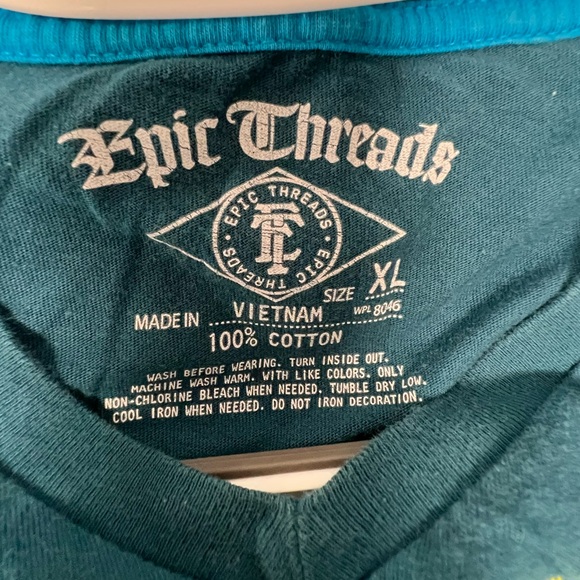 Epic Threads
EPIC THREADS • EPIC THREADS •
SIZE XL
MADE IN VIETNAM WPL 8046
100% COTTON
WASH BEFORE WEARING. TURN INSIDE OUT.
MACHINE WASH WARM. WITH LIKE COLORS. ONLY
NON-CHLORINE BLEACH WHEN NEEDED. TUMBLE DRY LOW.
COOL IRON WHEN NEEDED. DO NOT IRON DECORATION.